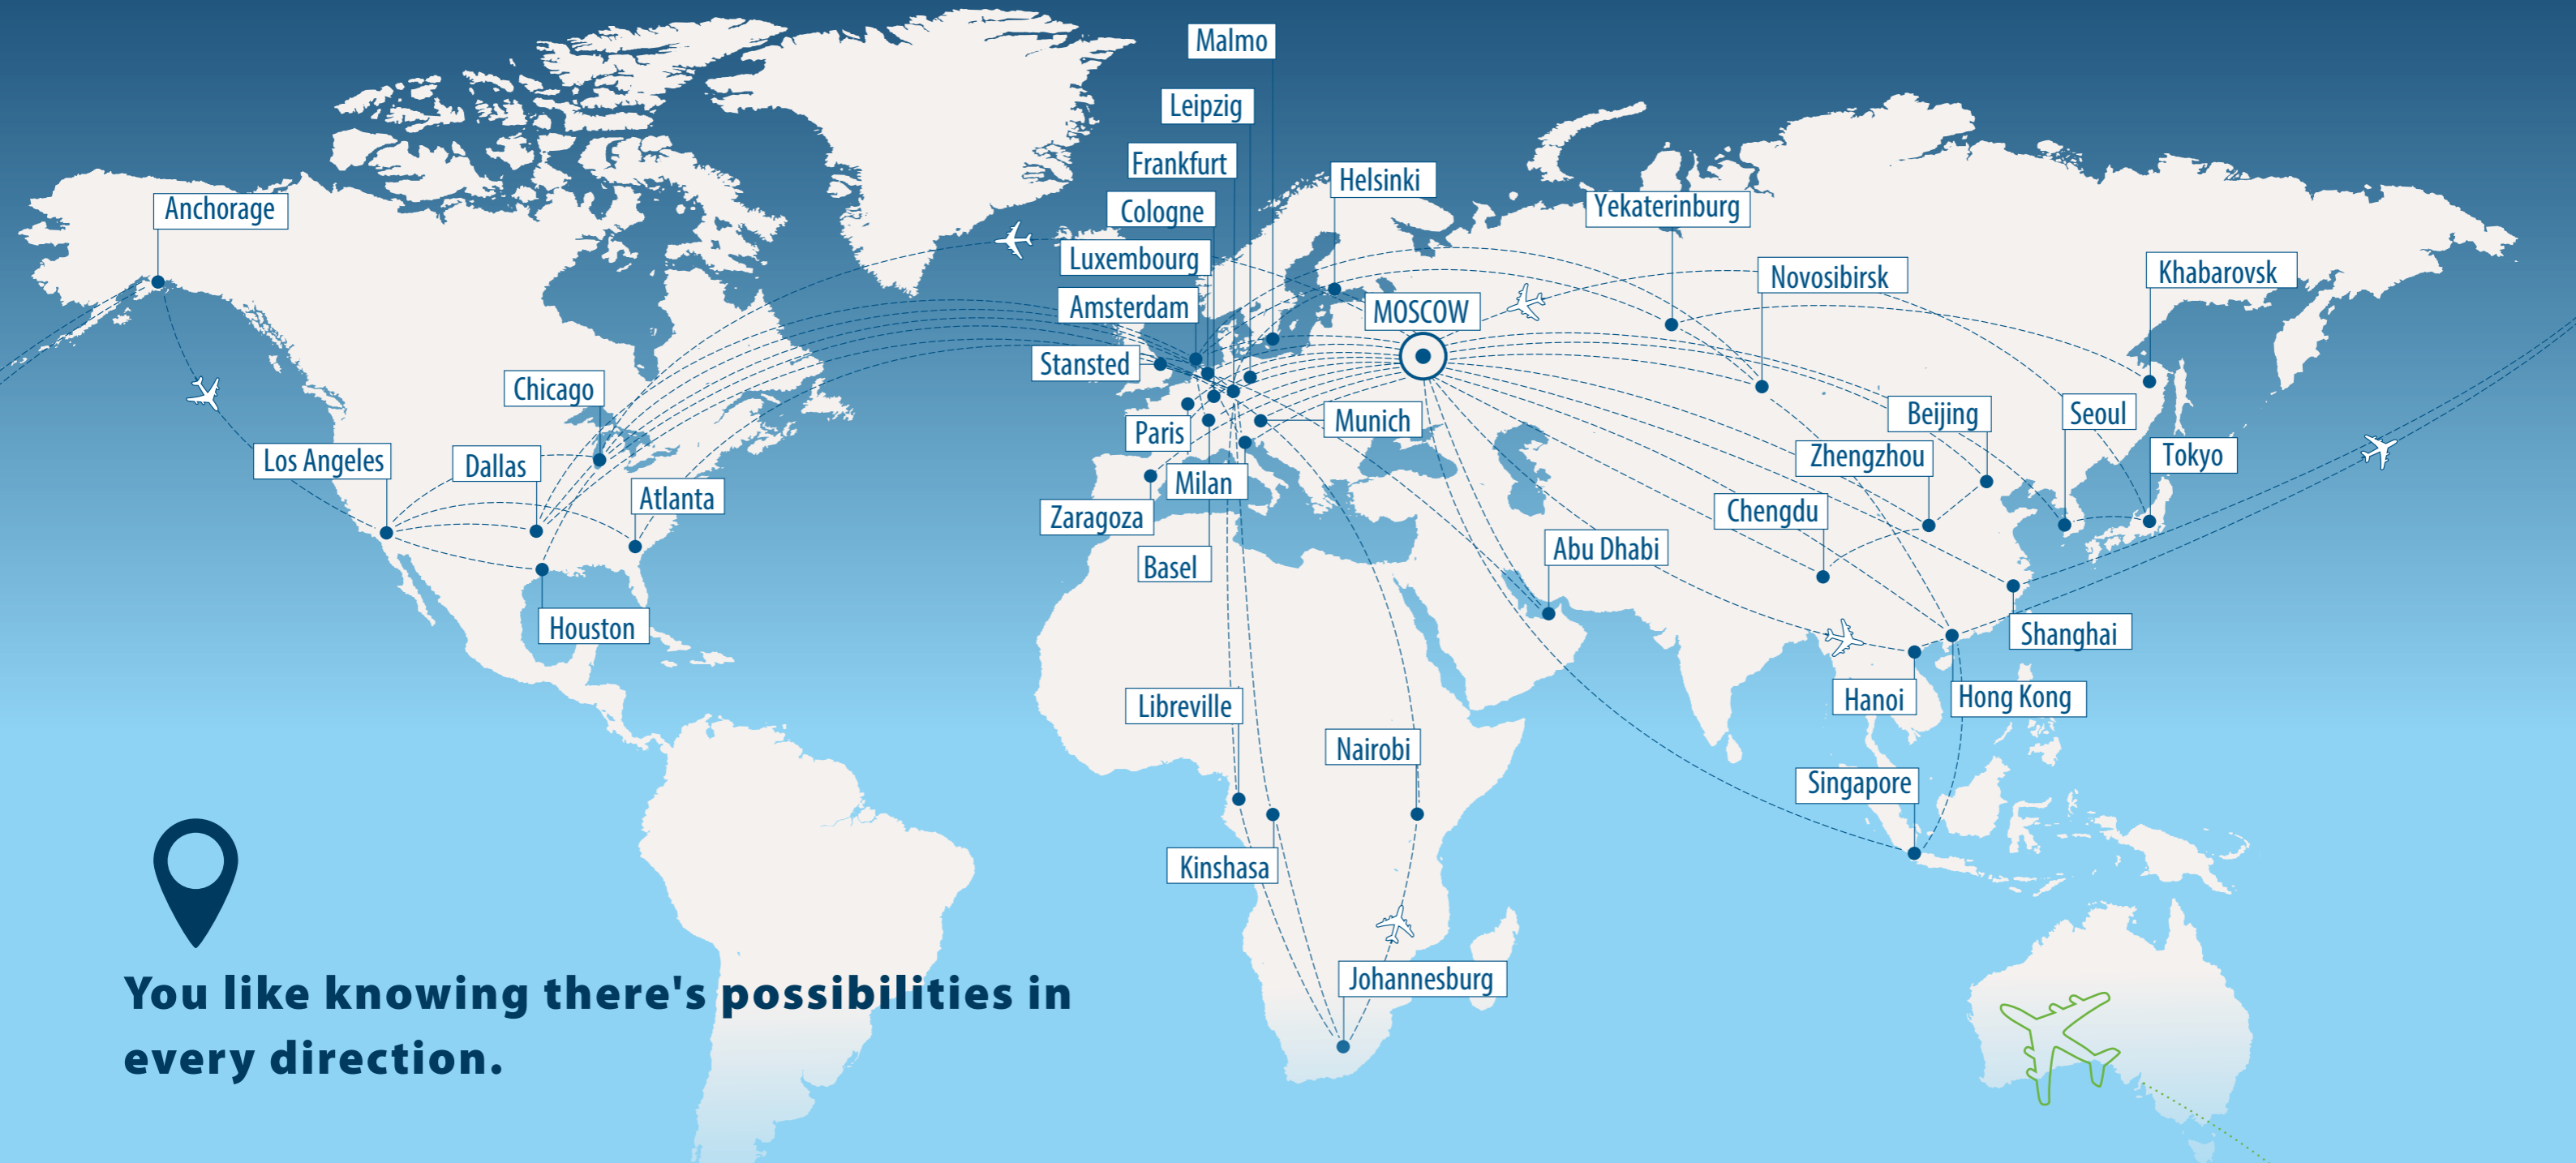 Malmo
Leipzig
Frankfurt
Helsinki
Cologne
Yekaterinburg
Anchorage
Luxembourg
Novosibirsk
Khabarovsk
Amsterdam
MOSCOW
Stansted
Chicago
Munich
Beijing
Seoul
Paris
Los Angeles
Dallas
Zhengzhou
Tokyo
Milan
Atlanta
Zaragoza
Chengdu
Abu Dhabi
Basel
Houston
Shanghai
Hanoi
Hong Kong
Libreville
Nairobi
Singapore
Kinshasa
Johannesburg
You like knowing there's possibilities in
every direction.